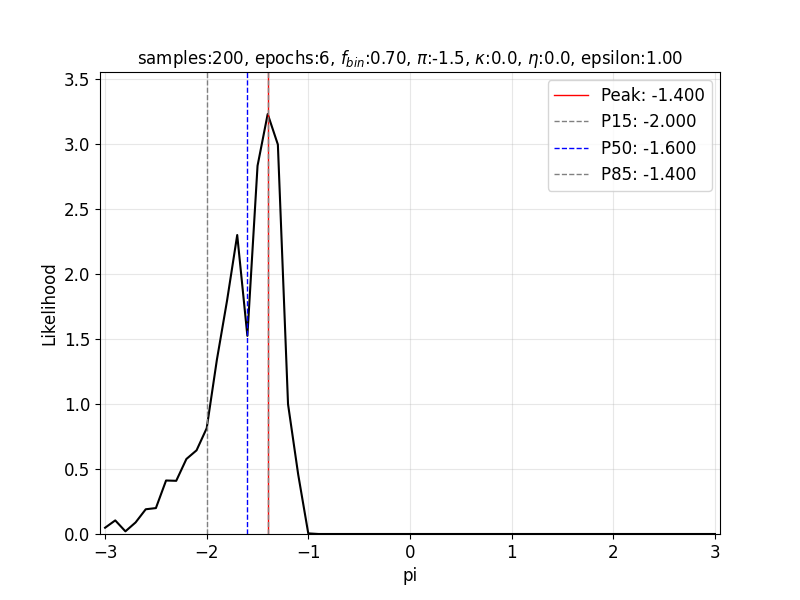 samples:200, epochs:6, f_bin:0.70, π:-1.5, κ:0.0, η:0.0, epsilon:1.00
Peak: -1.400
P15: -2.000
P50: -1.600
P85: -1.400
Likelihood
3.5
3.0
2.5
2.0
1.5
1.0
0.5
0.0
−3 −2 −1 0 1 2 3
pi